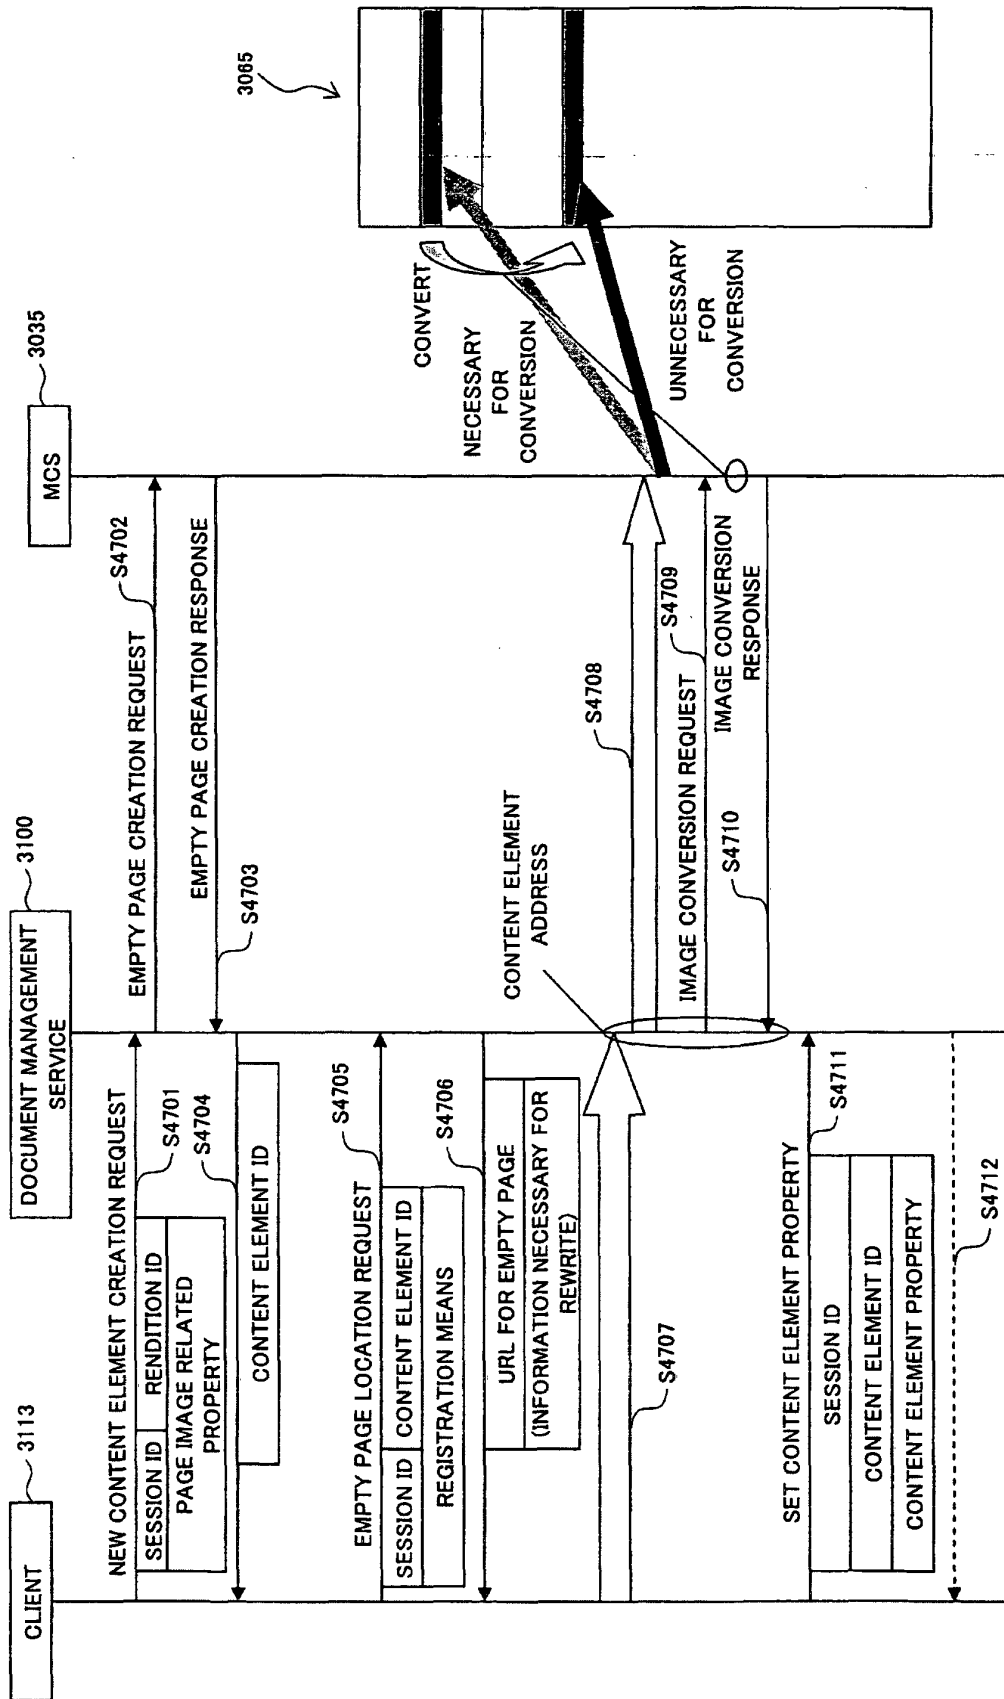 CLIENT
3113
DOCUMENT MANAGEMENT
SERVICE
3100
MCS
3035
3065
NEW CONTENT ELEMENT CREATION REQUEST
S4701
SESSION ID
RENDITION ID
PAGE IMAGE RELATED
PROPERTY
EMPTY PAGE CREATION REQUEST
S4702
EMPTY PAGE CREATION RESPONSE
S4703
S4704
CONTENT ELEMENT ID
EMPTY PAGE LOCATION REQUEST
S4705
SESSION ID
CONTENT ELEMENT ID
REGISTRATION MEANS
S4706
URL FOR EMPTY PAGE
(INFORMATION NECESSARY FOR
REWRITE)
CONTENT ELEMENT
ADDRESS
S4707
S4708
CONVERT
NECESSARY
FOR
CONVERSION
UNNECESSARY
FOR
CONVERSION
IMAGE CONVERSION REQUEST
S4709
IMAGE CONVERSION
RESPONSE
S4710
SET CONTENT ELEMENT PROPERTY
S4711
SESSION ID
CONTENT ELEMENT ID
CONTENT ELEMENT PROPERTY
S4712